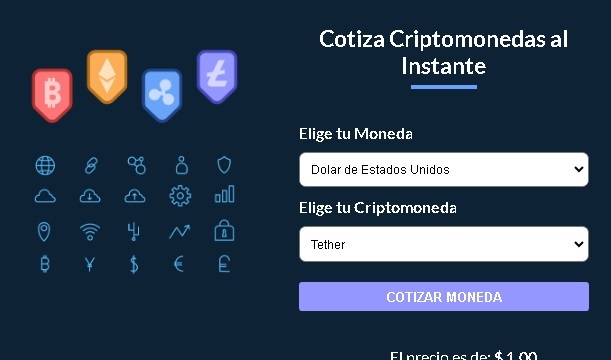 Cotiza Criptomonedas al
Instante
Elige tu Moneda
Dolar de Estados Unidos
Elige tu Criptomoneda
Tether
COTIZAR MONEDA
El precio es de: $ 1.00